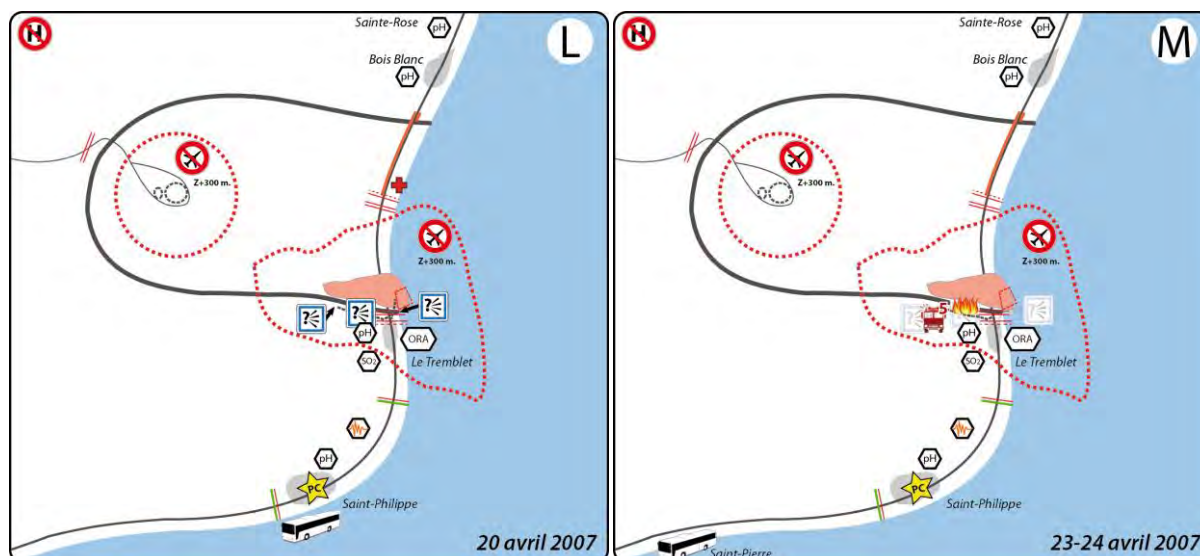 H
L
Sainte-Rose
pH
Bois Blanc
pH
Z+300 m.
Z+300 m.
?
?
?
pH
ORA
SO2
Le Tremblet
pH
PC
Saint-Philippe
20 avril 2007
H
M
Sainte-Rose
pH
Bois Blanc
pH
Z+300 m.
Z+300 m.
?
5
?
pH
ORA
SO2
Le Tremblet
pH
PC
Saint-Philippe
Saint-Pierre
23-24 avril 2007